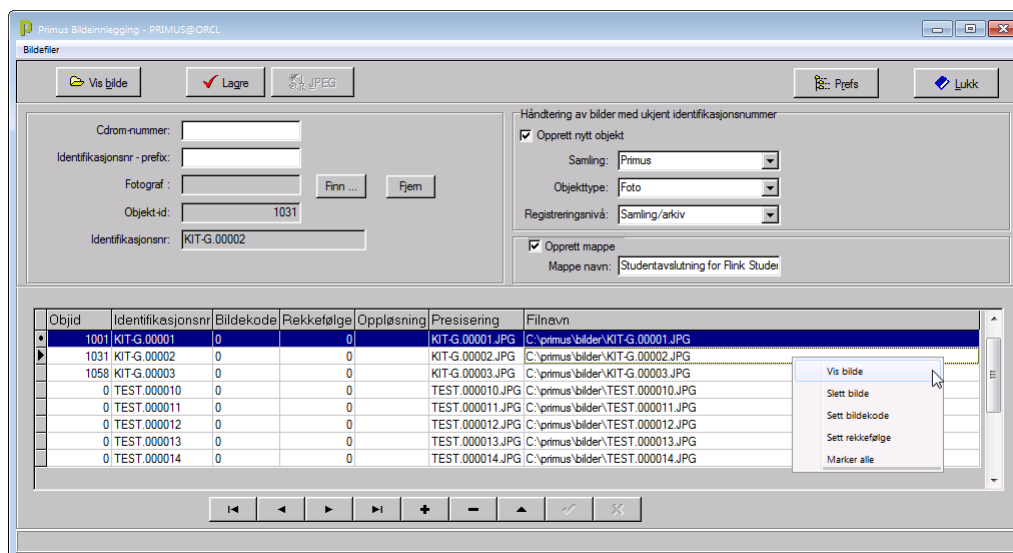 Primus Bildeinnlegging - PRIMUS@ORCL
Bildefiler
Vis bilde
Lagre
JPEG
Prefs
Lukk
Cdrom-nummer:
Identifikasjonsnr - prefix:
Fotograf :
Finn ...
Fjern
Objekt-id: 1031
Identifikasjonsnr: KIT-G.00002
Håndtering av bilder med ukjent identifikasjonsnummer
Opprett nytt objekt
Samling: Primus
Objekttype: Foto
Registreringsnivå: Samling/arkiv
Opprett mappe
Mappe navn: Studentavslutning for Flink Studer
Objid Identifikasjonsnr Bildekode Rekkefølge Oppløsning Presisering Filnavn
1001 KIT-G.00001 0 0 KIT-G.00001.JPG C:\primus\bilder\KIT-G.00001.JPG
1031 KIT-G.00002 0 0 KIT-G.00002.JPG C:\primus\bilder\KIT-G.00002.JPG
1058 KIT-G.00003 0 0 KIT-G.00003.JPG C:\primus\bilder\KIT-G.00003.JPG
0 TEST.000010 0 0 TEST.000010.JPG C:\primus\bilder\TEST.000010.JPG
0 TEST.000011 0 0 TEST.000011.JPG C:\primus\bilder\TEST.000011.JPG
0 TEST.000012 0 0 TEST.000012.JPG C:\primus\bilder\TEST.000012.JPG
0 TEST.000013 0 0 TEST.000013.JPG C:\primus\bilder\TEST.000013.JPG
0 TEST.000014 0 0 TEST.000014.JPG C:\primus\bilder\TEST.000014.JPG
Vis bilde
Slett bilde
Sett bildekode
Sett rekkefølge
Marker alle